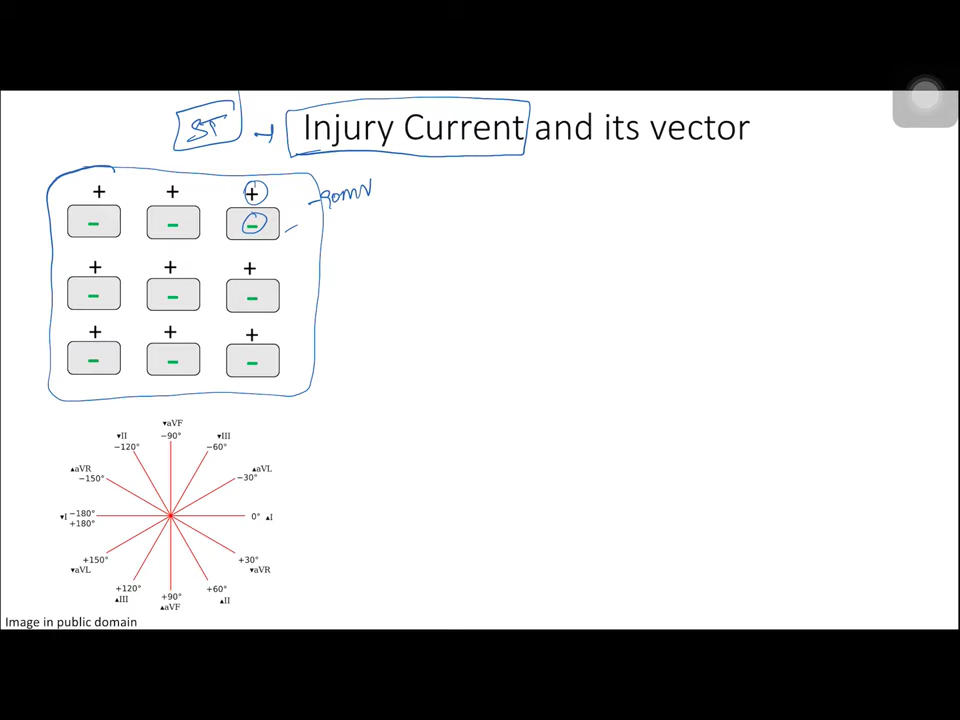 ST → Injury Current and its vector
+ + + -90mV
- - -
+ + +
- - -
+ + +
- - -
▾aVF
▾II −90° ▾III
−120° −60°
▴aVR ▴aVL
−150° −30°
▾I −180° 0° ▴I
+180°
+150° +30°
▾aVL ▾aVR
+120° +90° +60°
▴III ▴aVF ▴II
Image in public domain